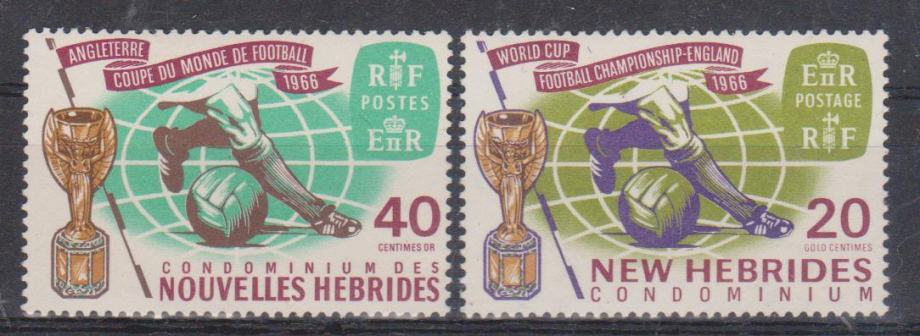 ANGLETERRE
COUPE DU MONDE DE FOOTBALL
1966
RF
POSTES
EIIR
40
CENTIMES OR
CONDOMINIUM DES
NOUVELLES HEBRIDES
WORLD CUP
FOOTBALL CHAMPIONSHIP-ENGLAND
1966
EIIR
POSTAGE
RF
20
GOLD CENTIMES
NEW HEBRIDES
CONDOMINIUM